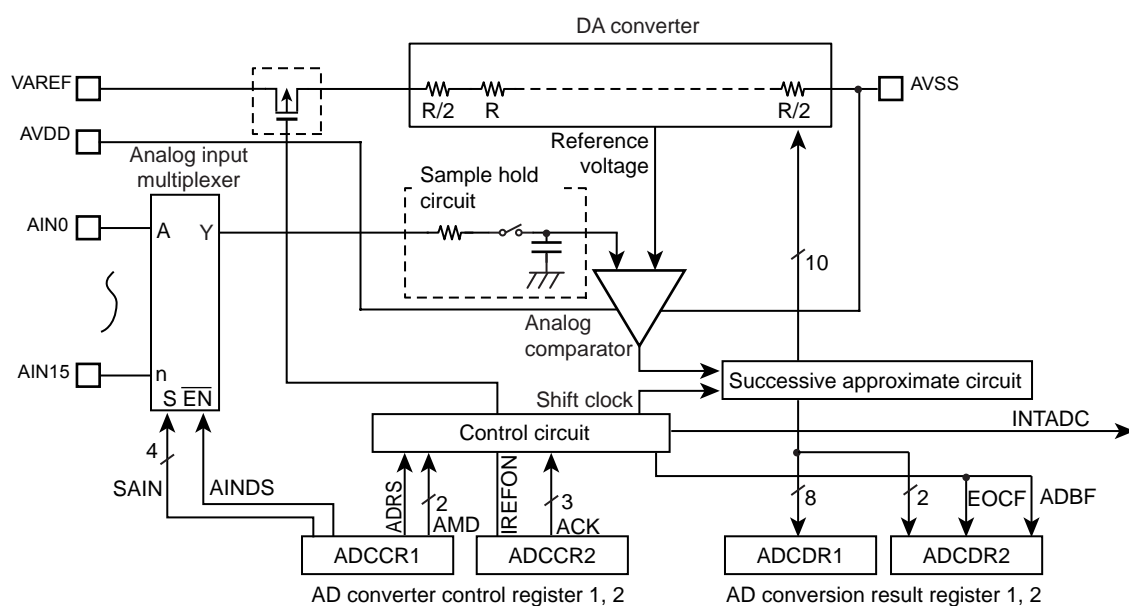 DA converter
VAREF
AVSS
R/2
R
R/2
AVDD
Reference
voltage
Analog input
multiplexer
Sample hold
circuit
AIN0
A
Y
10
Analog
comparator
AIN15
n
S
EN
Successive approximate circuit
Shift clock
INTADC
Control circuit
4
SAIN
AINDS
ADRS
2
AMD
IREFON
3
ACK
8
2
EOCF
ADBF
ADCCR1
ADCCR2
ADCDR1
ADCDR2
AD converter control register 1, 2
AD conversion result register 1, 2